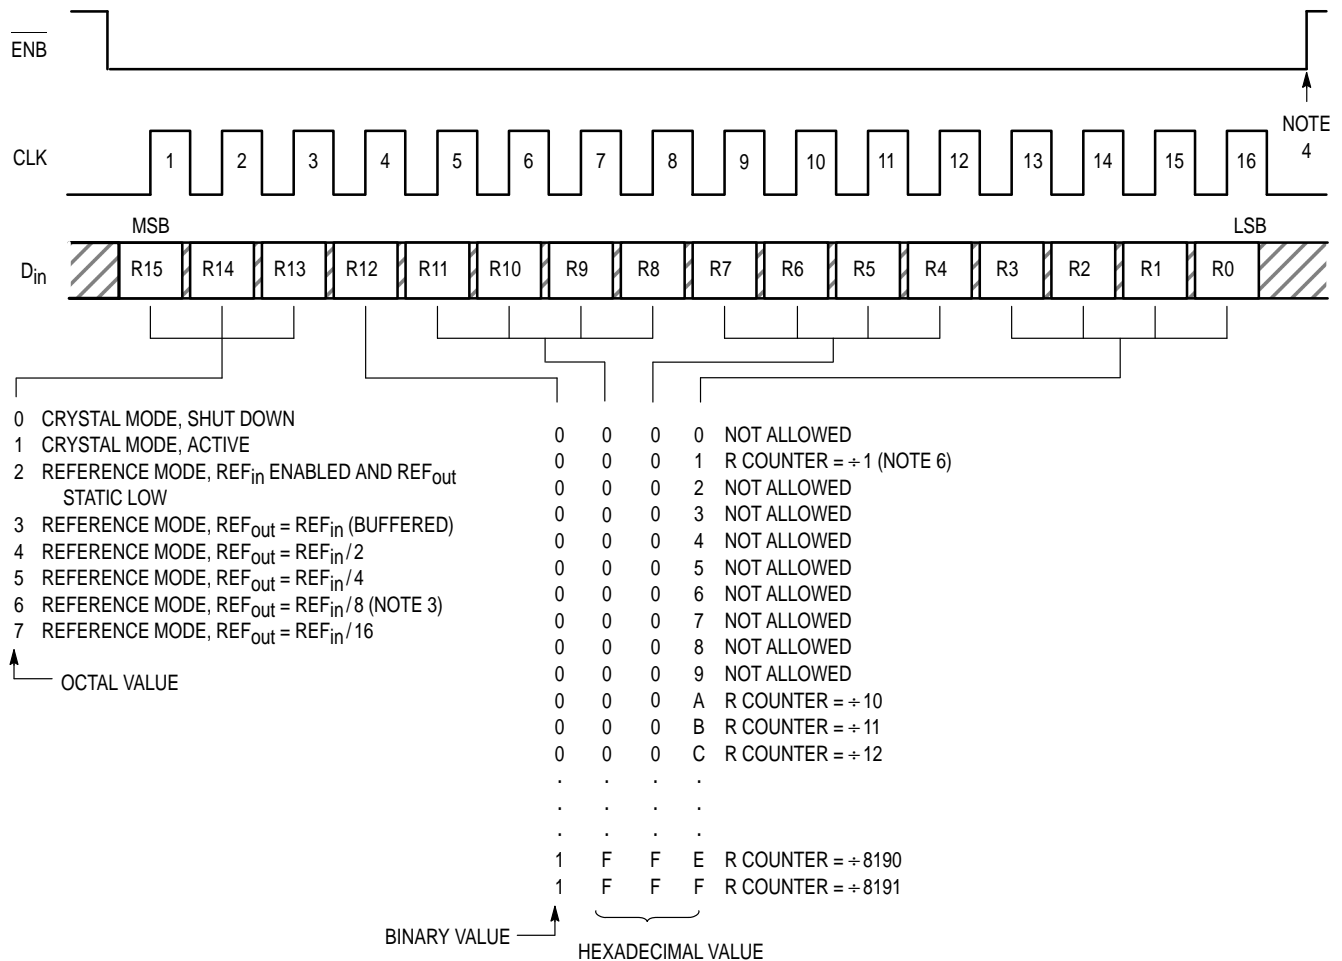 ENB
NOTE
4
CLK 1 2 3 4 5 6 7 8 9 10 11 12 13 14 15 16
MSB LSB
Din R15 R14 R13 R12 R11 R10 R9 R8 R7 R6 R5 R4 R3 R2 R1 R0
0 CRYSTAL MODE, SHUT DOWN
1 CRYSTAL MODE, ACTIVE
2 REFERENCE MODE, REFin ENABLED AND REFout
STATIC LOW
3 REFERENCE MODE, REFout = REFin (BUFFERED)
4 REFERENCE MODE, REFout = REFin/2
5 REFERENCE MODE, REFout = REFin/4
6 REFERENCE MODE, REFout = REFin/8 (NOTE 3)
7 REFERENCE MODE, REFout = REFin/16
OCTAL VALUE
0 0 0 0 NOT ALLOWED
0 0 0 1 R COUNTER = ÷1 (NOTE 6)
0 0 0 2 NOT ALLOWED
0 0 0 3 NOT ALLOWED
0 0 0 4 NOT ALLOWED
0 0 0 5 NOT ALLOWED
0 0 0 6 NOT ALLOWED
0 0 0 7 NOT ALLOWED
0 0 0 8 NOT ALLOWED
0 0 0 9 NOT ALLOWED
0 0 0 A R COUNTER = ÷10
0 0 0 B R COUNTER = ÷11
0 0 0 C R COUNTER = ÷12
. . . .
. . . .
. . . .
1 F F E R COUNTER = ÷8190
1 F F F R COUNTER = ÷8191
BINARY VALUE
HEXADECIMAL VALUE